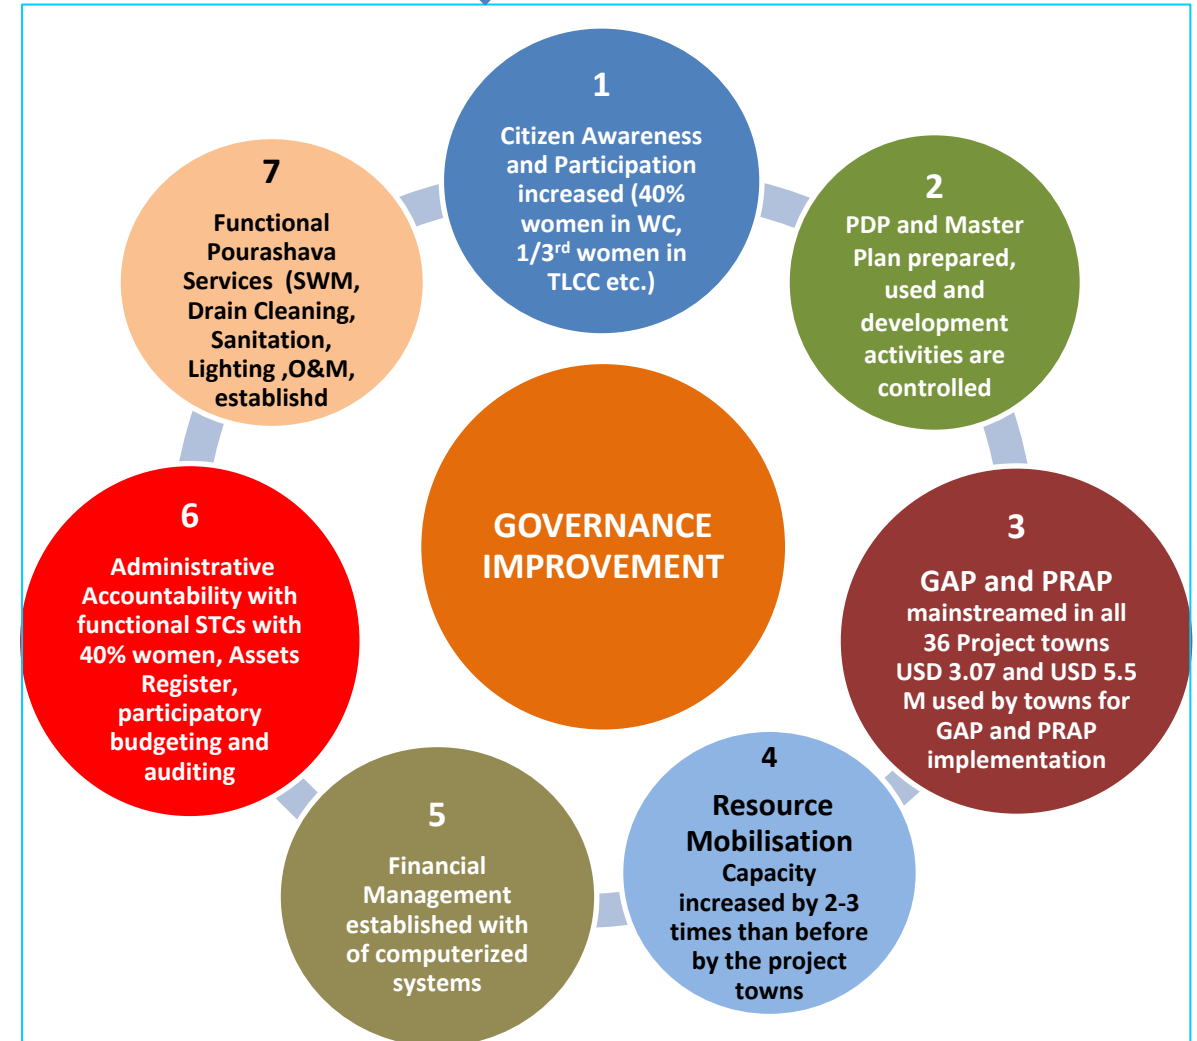 1
Citizen Awareness
and Participation
increased (40%
women in WC,
1/3rd women in
TLCC etc.)
2
PDP and Master
Plan prepared,
used and
development
activities are
controlled
3
GAP and PRAP
mainstreamed in all
36 Project towns
USD 3.07 and USD 5.5
M used by towns for
GAP and PRAP
implementation
4
Resource
Mobilisation
Capacity
increased by 2-3
times than before
by the project
towns
5
Financial
Management
established with
of computerized
systems
6
Administrative
Accountability with
functional STCs with
40% women, Assets
Register,
participatory
budgeting and
auditing
7
Functional
Pourashava
Services (SWM,
Drain Cleaning,
Sanitation,
Lighting ,O&M,
establishd
GOVERNANCE
IMPROVEMENT